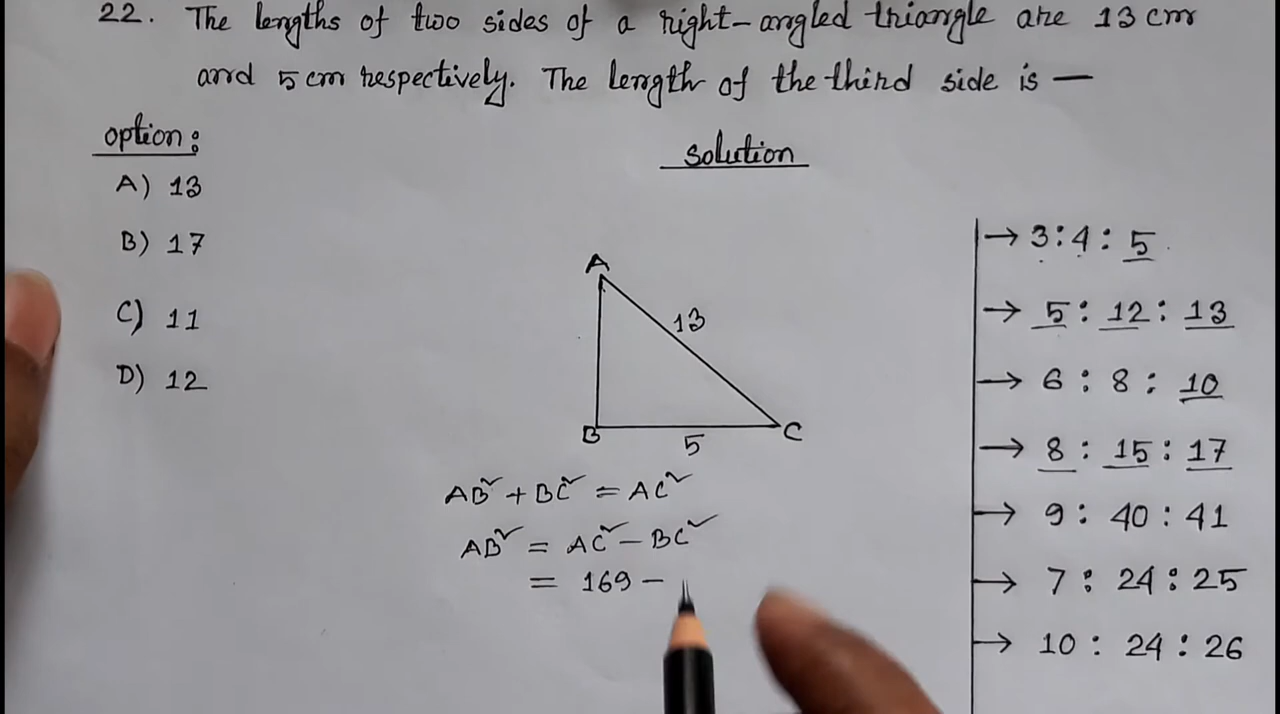 22. The lengths of two sides of a right-angled triangle are 13 cm
and 5 cm respectively. The length of the third side is —
option:
A) 13
B) 17
C) 11
D) 12
Solution
A
13
B
5
C
AB² + BC² = AC²
AB² = AC² - BC²
= 169 -
→ 3:4:5
→ 5:12:13
→ 6:8:10
→ 8:15:17
→ 9:40:41
→ 7:24:25
→ 10:24:26